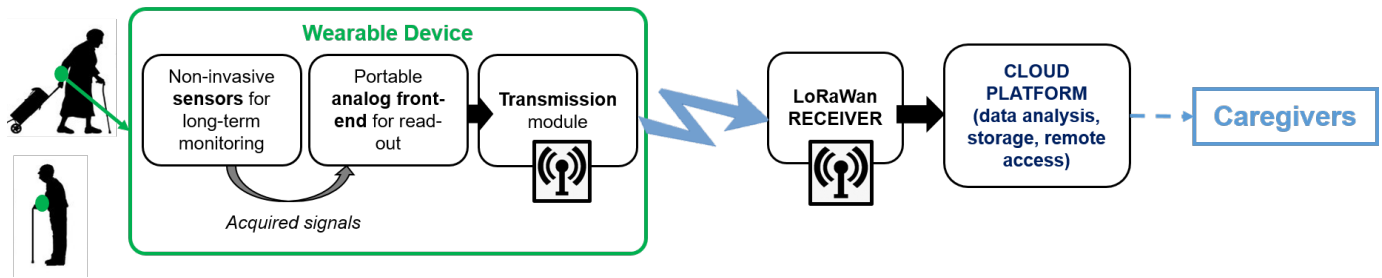 Wearable Device
Non-invasive
sensors for
long-term
monitoring
Portable
analog front-
end for read-
out
Transmission
module
Acquired signals
LoRaWan
RECEIVER
CLOUD
PLATFORM
(data analysis,
storage, remote
access)
Caregivers